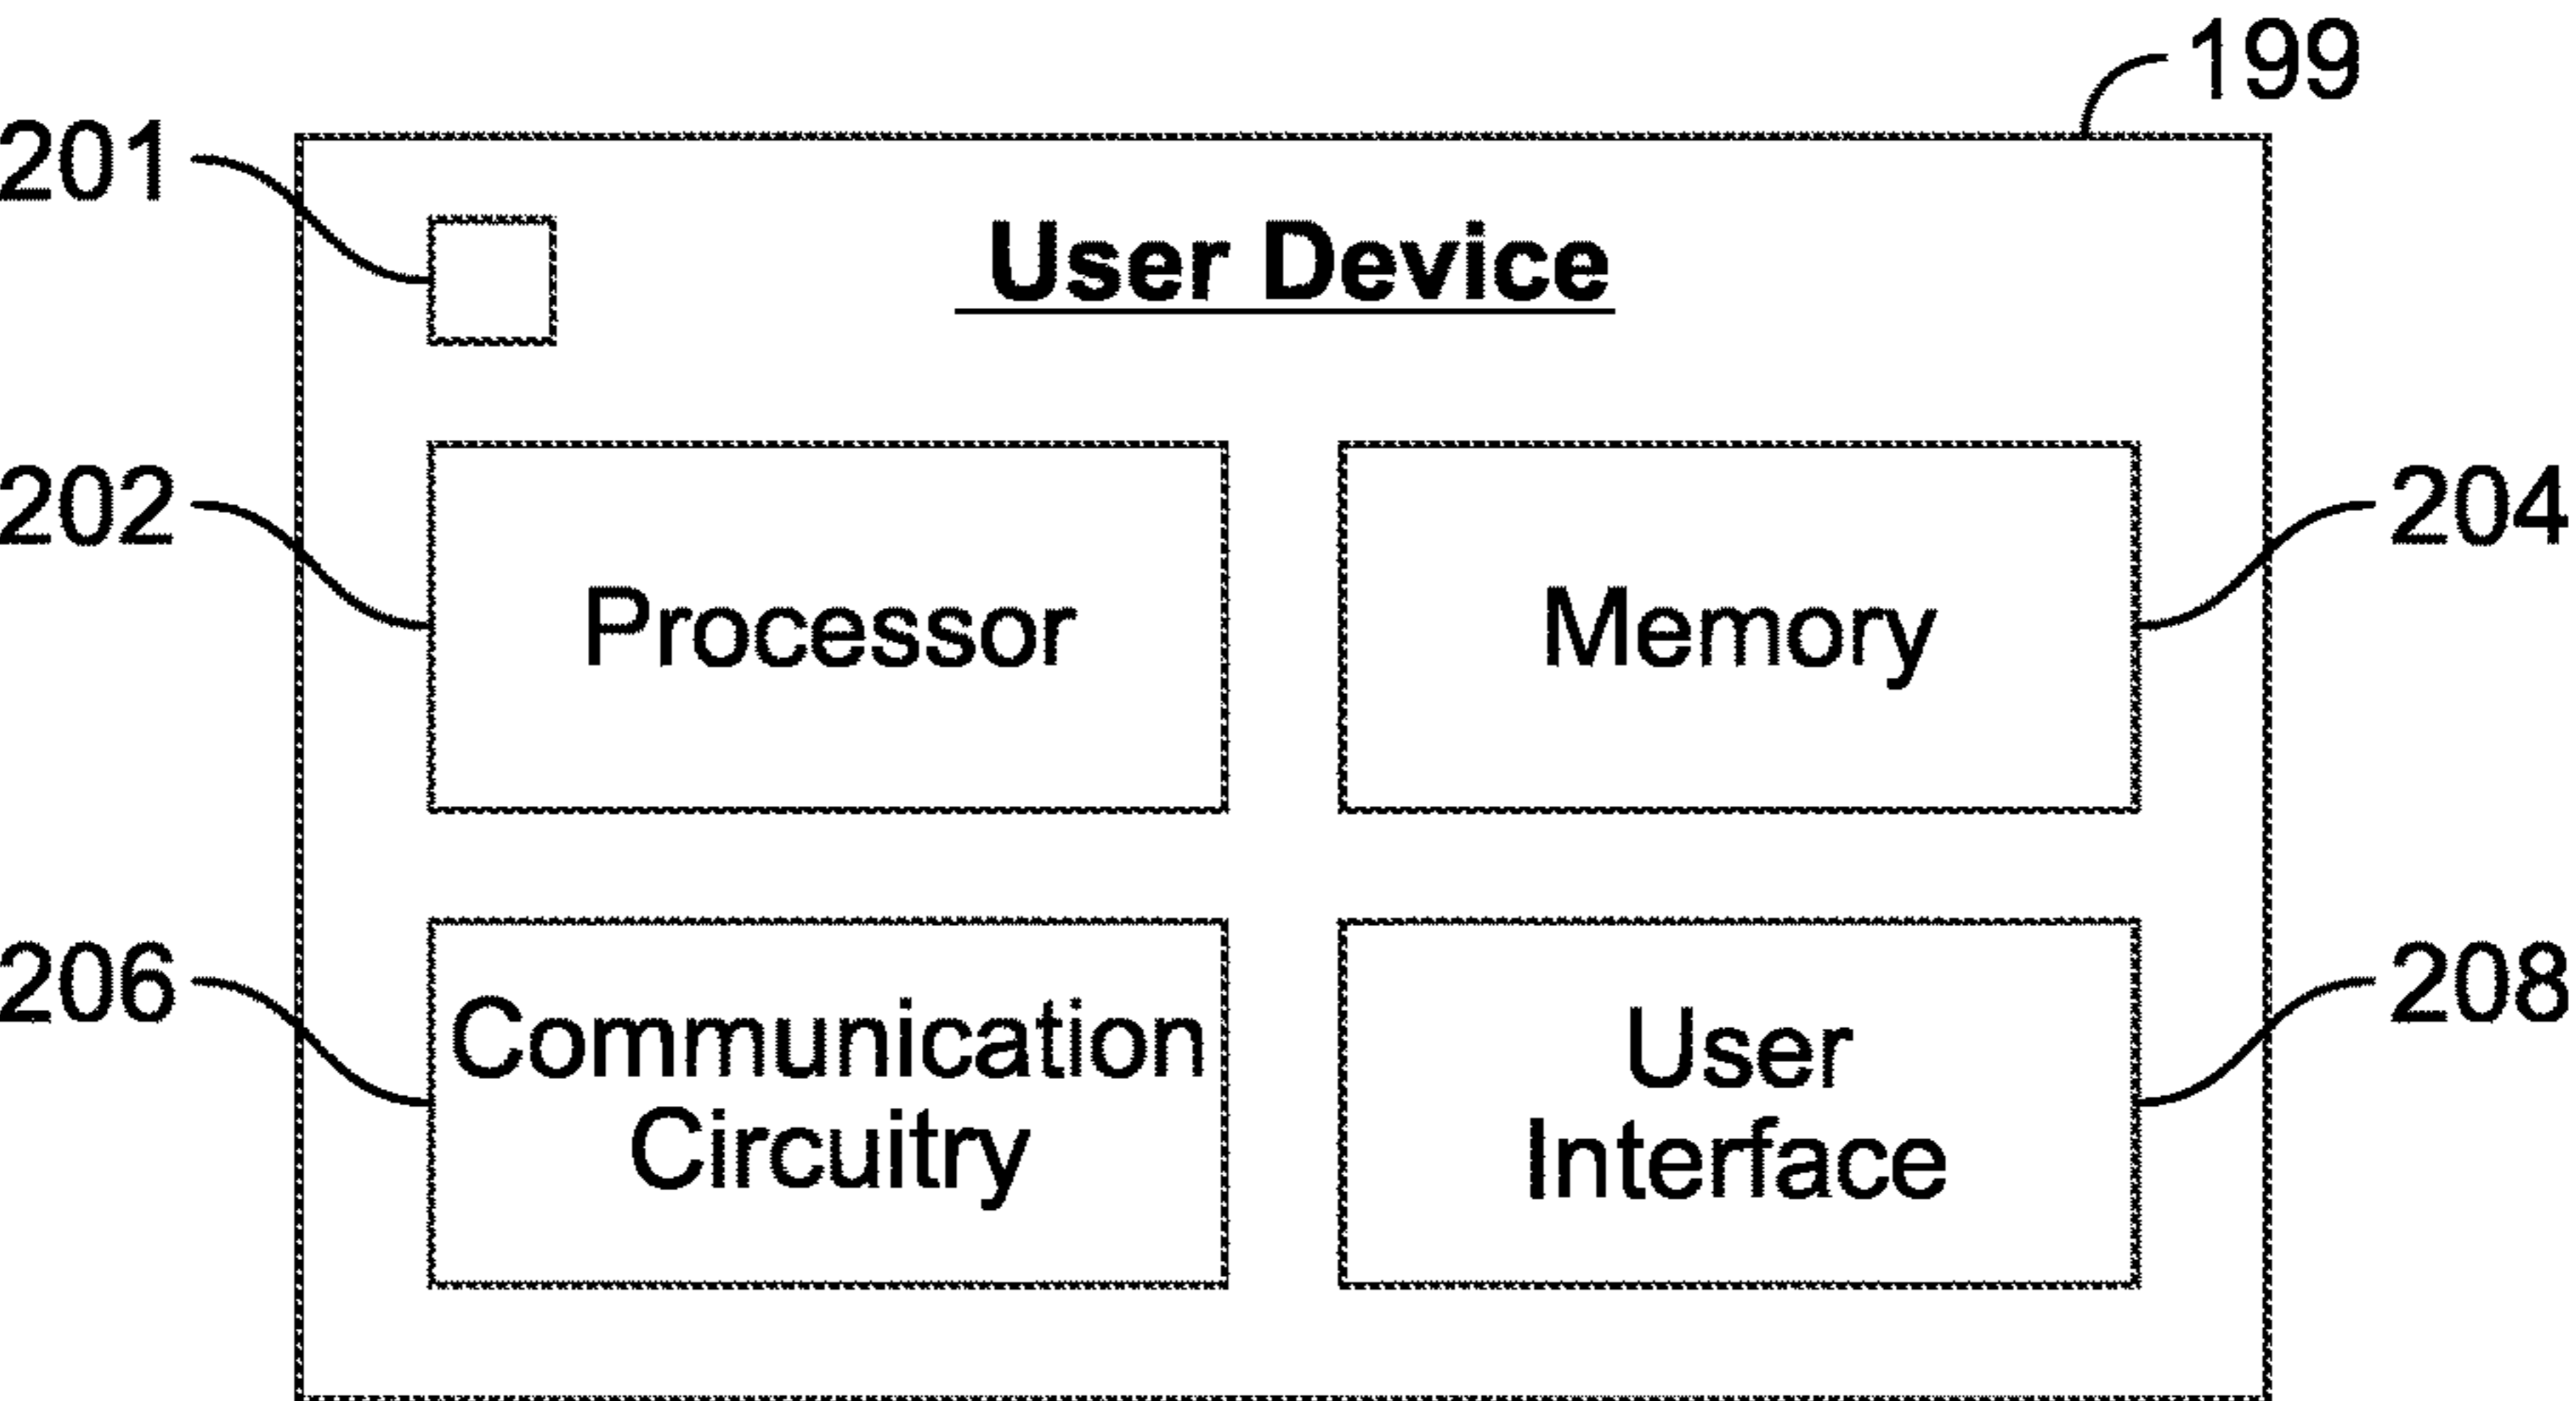 199
201
User Device
202
Processor
Memory
204
206
Communication
Circuitry
User
Interface
208